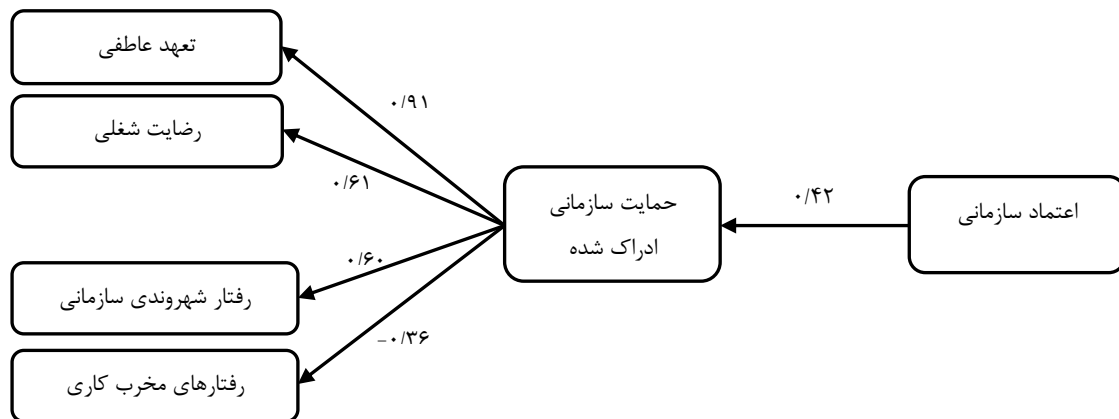 تعهد عاطفی
۰/۹۱
رضایت شغلی
۰/۶۱
حمایت سازمانی
ادراک شده
۰/۴۲
اعتماد سازمانی
۰/۶۰
رفتار شهروندی سازمانی
-۰/۳۶
رفتارهای مخرب کاری